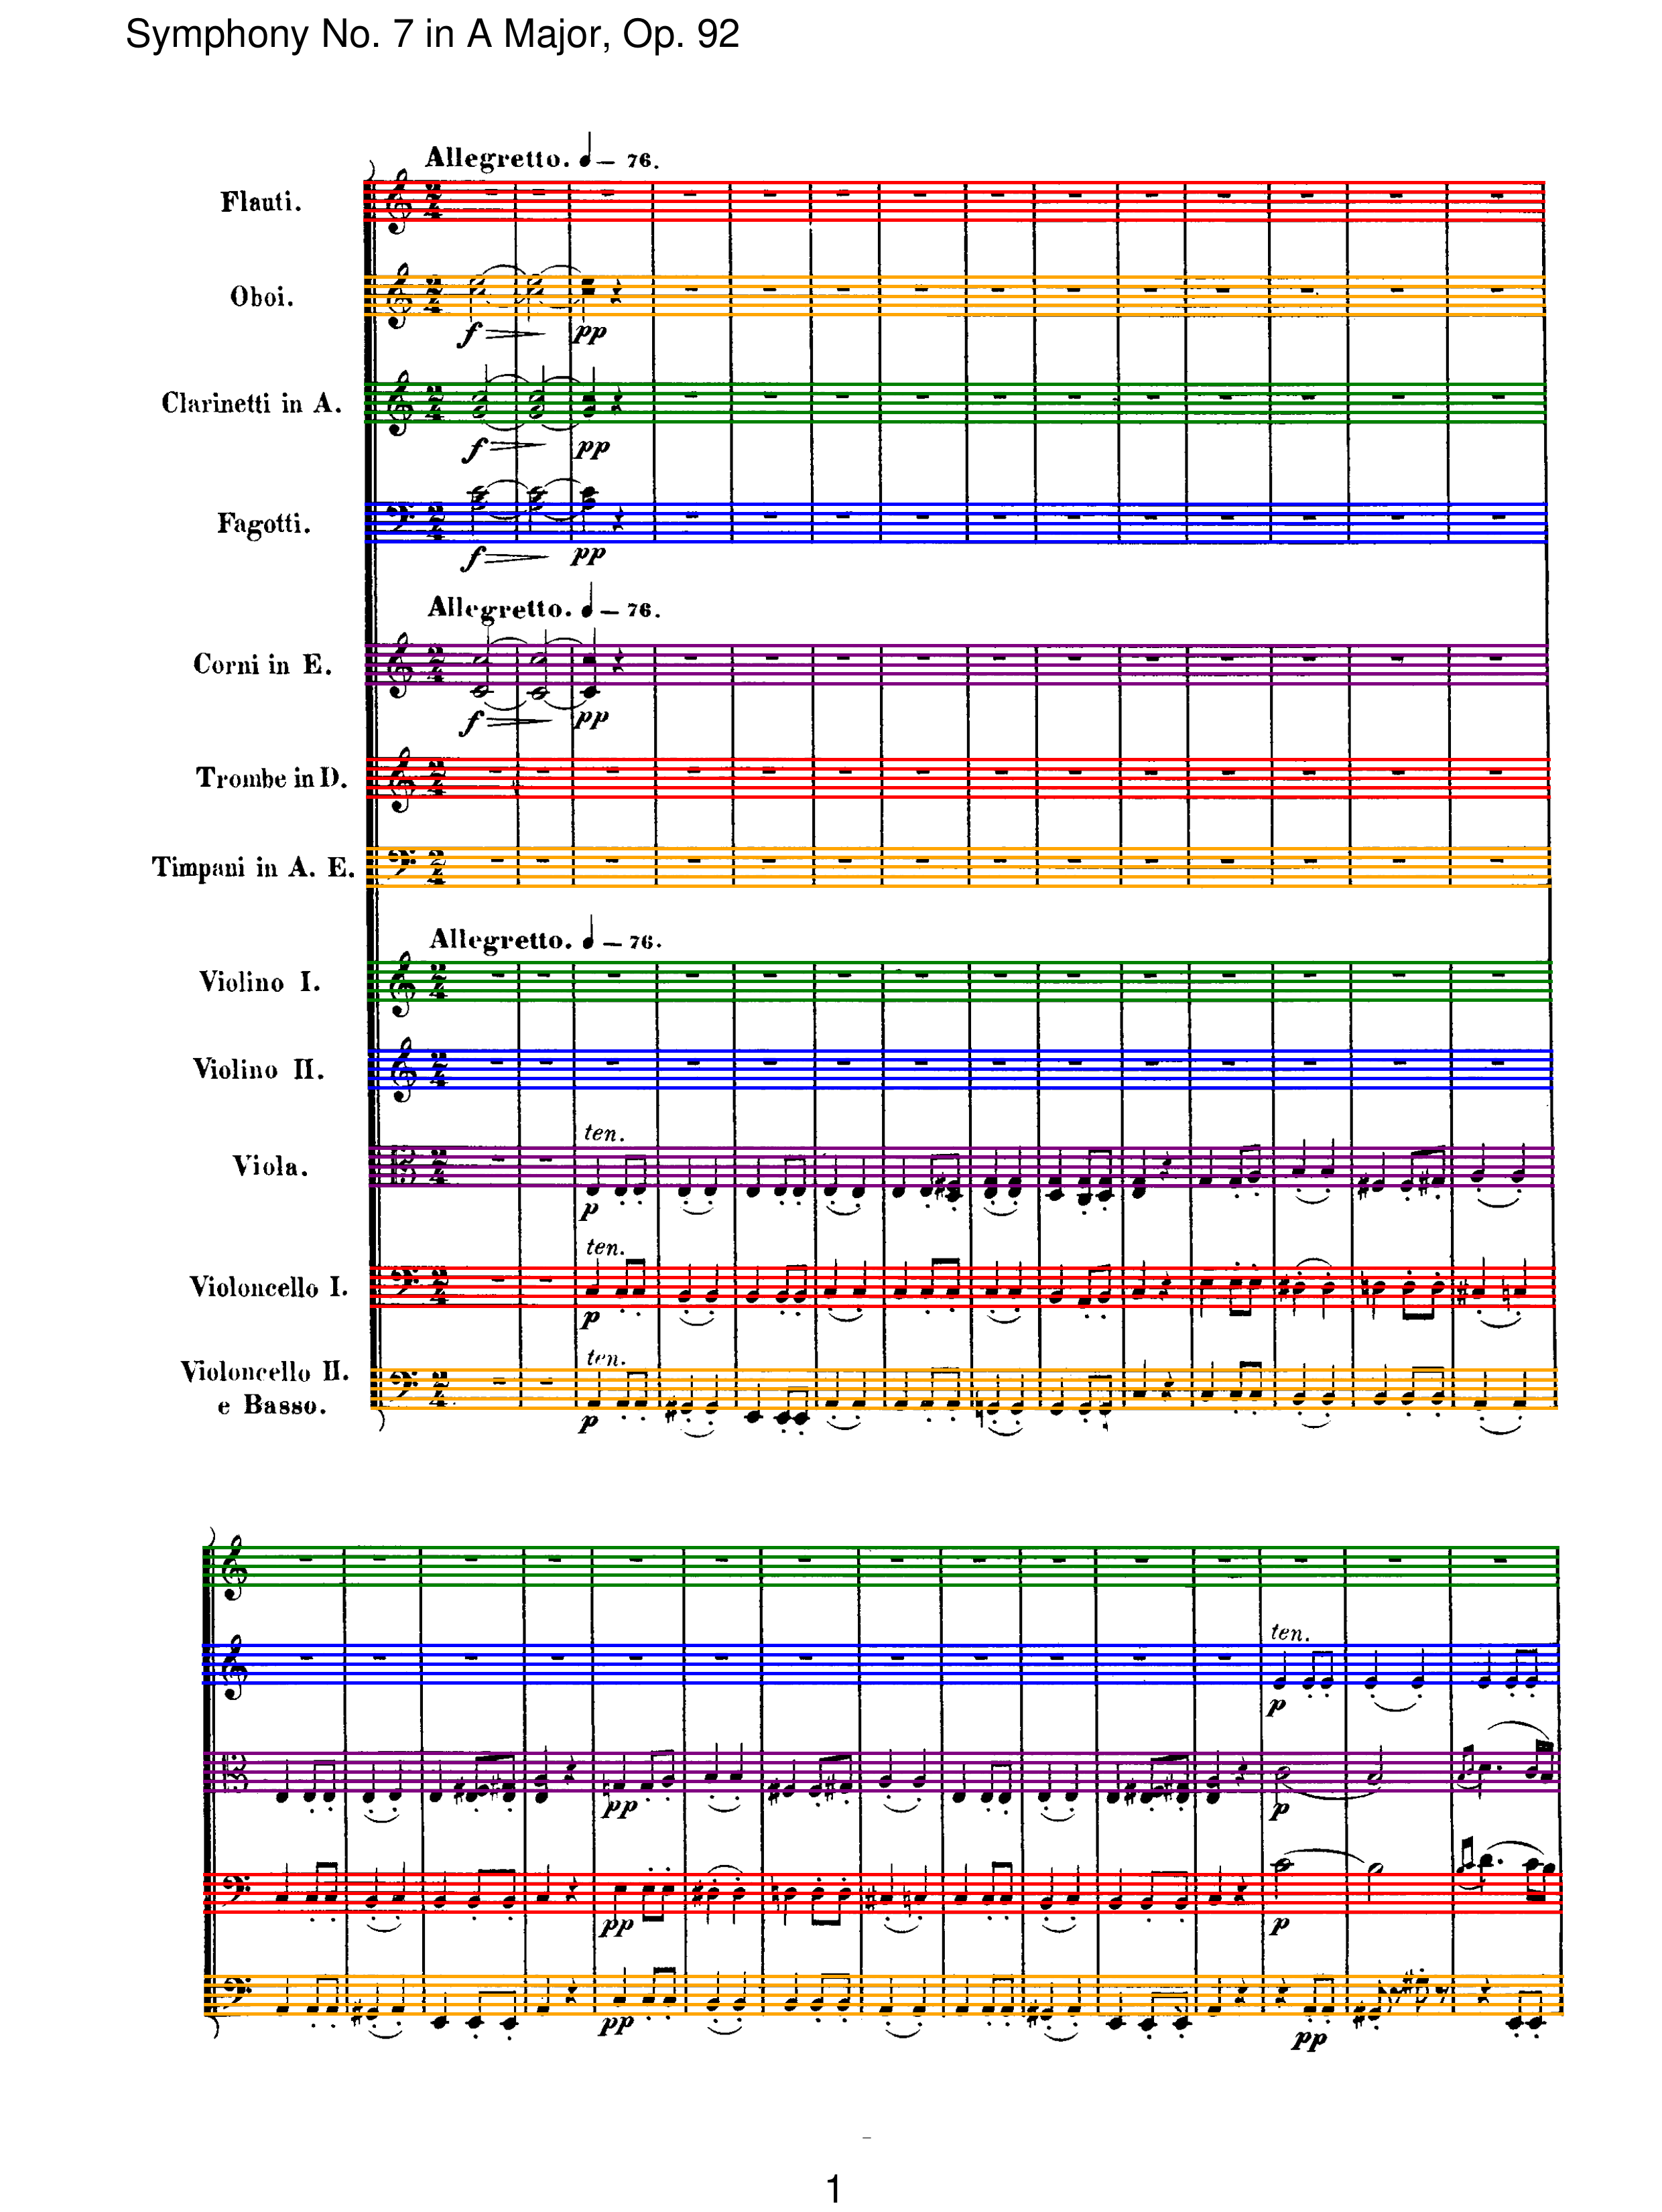 Symphony No. 7 in A Major, Op. 92
Allegretto. ♩ – 76.
Flauti.
Oboi.
f pp
Clarinetti in A.
f pp
Fagotti.
f pp
Allegretto. ♩ – 76.
Corni in E.
f pp
Trombe in D.
Timpani in A. E.
Allegretto. ♩ – 76.
Violino I.
Violino II.
ten.
Viola.
p
ten.
Violoncello I.
p
ten.
Violoncello II.
e Basso.
p
ten.
p
pp p
pp p
pp pp
1